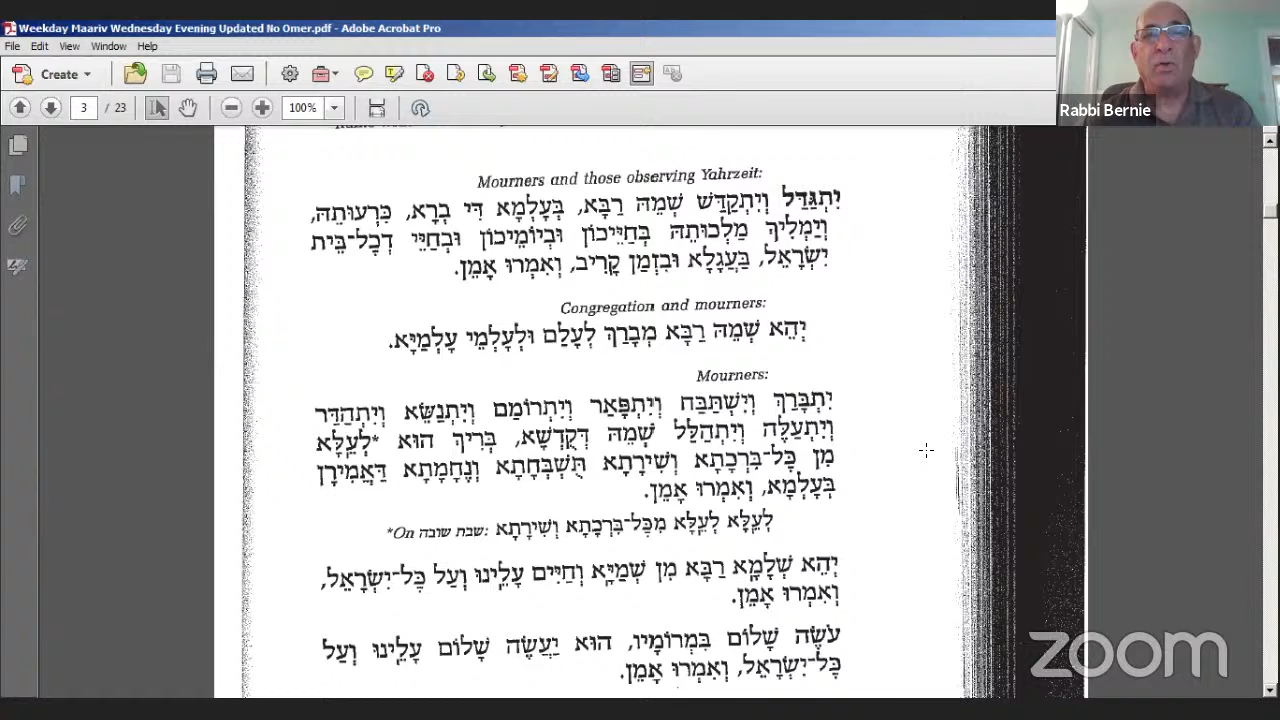 Weekday Maariv Wednesday Evening Updated No Omer.pdf - Adobe Acrobat Pro
File Edit View Window Help
Create
3 / 23 100%
Rabbi Bernie
Mourners and those observing Yahrzeit:
יִתְגַּדַּל וְיִתְקַדַּשׁ שְׁמֵהּ רַבָּא, בְּעָלְמָא דִּי בְרָא, כִּרְעוּתֵהּ,
וְיַמְלִיךְ מַלְכוּתֵהּ בְּחַיֵּיכוֹן וּבְיוֹמֵיכוֹן וּבְחַיֵּי דְכָל־בֵּית
יִשְׂרָאֵל, בַּעֲגָלָא וּבִזְמַן קָרִיב, וְאִמְרוּ אָמֵן.
Congregation and mourners:
יְהֵא שְׁמֵהּ רַבָּא מְבָרַךְ לְעָלַם וּלְעָלְמֵי עָלְמַיָּא.
Mourners:
יִתְבָּרַךְ וְיִשְׁתַּבַּח וְיִתְפָּאַר וְיִתְרוֹמַם וְיִתְנַשֵּׂא וְיִתְהַדַּר
וְיִתְעַלֶּה וְיִתְהַלַּל שְׁמֵהּ דְּקֻדְשָׁא, בְּרִיךְ הוּא *לְעֵלָּא
מִן כָּל־בִּרְכָתָא וְשִׁירָתָא תֻּשְׁבְּחָתָא וְנֶחָמָתָא דַּאֲמִירָן
בְּעָלְמָא, וְאִמְרוּ אָמֵן.
*On שבת שובה: לְעֵלָּא לְעֵלָּא מִכָּל־בִּרְכָתָא וְשִׁירָתָא
יְהֵא שְׁלָמָא רַבָּא מִן שְׁמַיָּא וְחַיִּים עָלֵינוּ וְעַל כָּל־יִשְׂרָאֵל,
וְאִמְרוּ אָמֵן.
עֹשֶׂה שָׁלוֹם בִּמְרוֹמָיו, הוּא יַעֲשֶׂה שָׁלוֹם עָלֵינוּ וְעַל
כָּל־יִשְׂרָאֵל, וְאִמְרוּ אָמֵן.
zoom